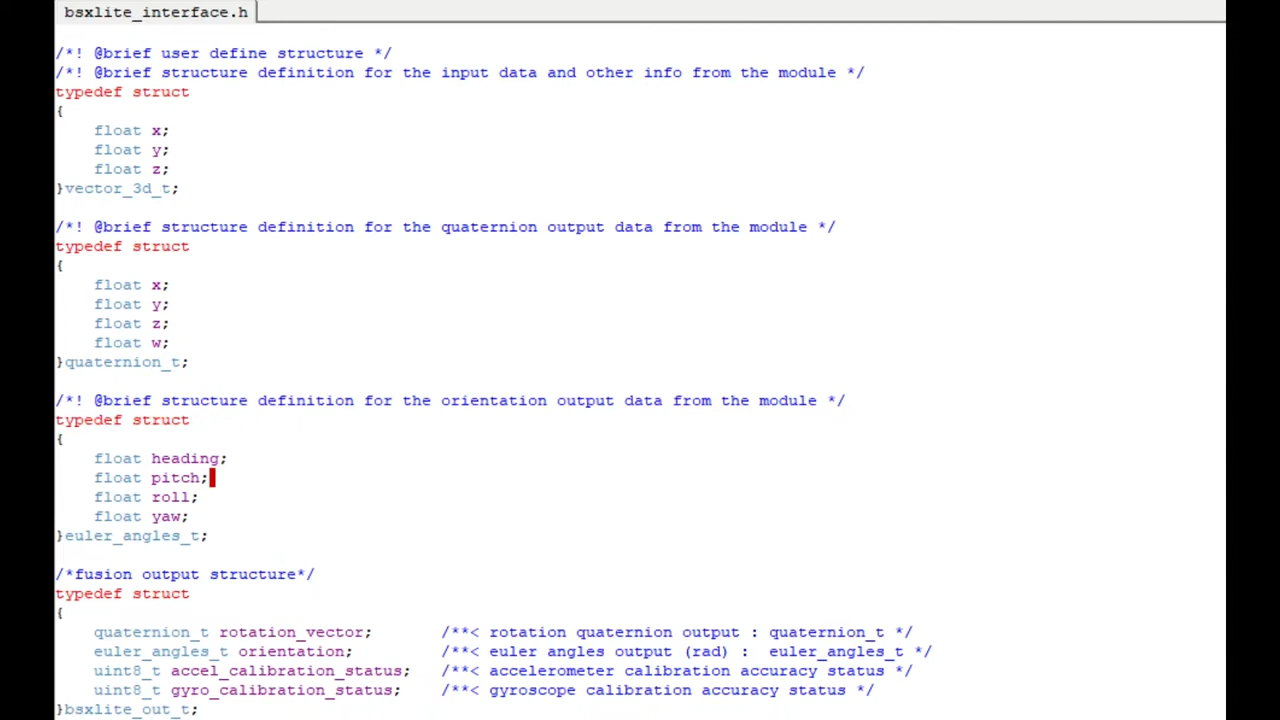 bsxlite_interface.h
/*! @brief user define structure */
/*! @brief structure definition for the input data and other info from the module */
typedef struct
{
    float x;
    float y;
    float z;
}vector_3d_t;
/*! @brief structure definition for the quaternion output data from the module */
typedef struct
{
    float x;
    float y;
    float z;
    float w;
}quaternion_t;
/*! @brief structure definition for the orientation output data from the module */
typedef struct
{
    float heading;
    float pitch;
    float roll;
    float yaw;
}euler_angles_t;
/*fusion output structure*/
typedef struct
{
    quaternion_t rotation_vector;       /**< rotation quaternion output : quaternion_t */
    euler_angles_t orientation;         /**< euler angles output (rad) :  euler_angles_t */
    uint8_t accel_calibration_status;   /**< accelerometer calibration accuracy status */
    uint8_t gyro_calibration_status;    /**< gyroscope calibration accuracy status */
}bsxlite_out_t;